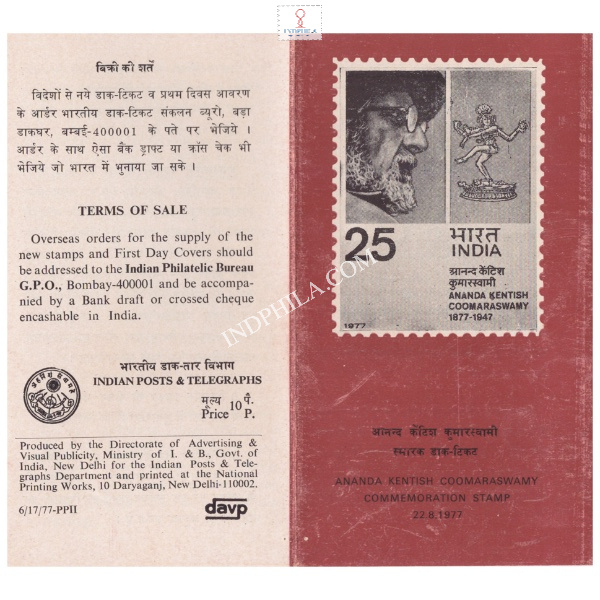 INDPHILA
बिक्री की शर्तें
विदेशों से नये डाक-टिकट व प्रथम दिवस आवरण
के आर्डर भारतीय डाक-टिकट संकलन ब्यूरो, बड़ा
डाकघर, बम्बई-400001 के पते पर भेजिये ।
आर्डर के साथ ऐसा बैंक ड्राफ्ट या क्रॉस चेक भी
भेजिये जो भारत में भुनाया जा सके ।
TERMS OF SALE
Overseas orders for the supply of the
new stamps and First Day Covers should
be addressed to the Indian Philatelic Bureau
G.P.O., Bombay-400001 and be accompa-
nied by a Bank draft or crossed cheque
encashable in India.
भारतीय डाक-तार विभाग
INDIAN POSTS & TELEGRAPHS
मूल्य 10 पै.
Price 10 P.
Produced by the Directorate of Advertising &
Visual Publicity, Ministry of I. & B., Govt. of
India, New Delhi for the Indian Posts & Tele-
graphs Department and printed at the National
Printing Works, 10 Daryaganj, New Delhi-110002.
6/17/77-PPII
davp
25
भारत
INDIA
आनन्द केंटिश
कुमारस्वामी
ANANDA KENTISH
COOMARASWAMY
1877-1947
1977
INDPHILA.COM
आनन्द केंटिश कुमारस्वामी
स्मारक डाक-टिकट
ANANDA KENTISH COOMARASWAMY
COMMEMORATION STAMP
22.8.1977